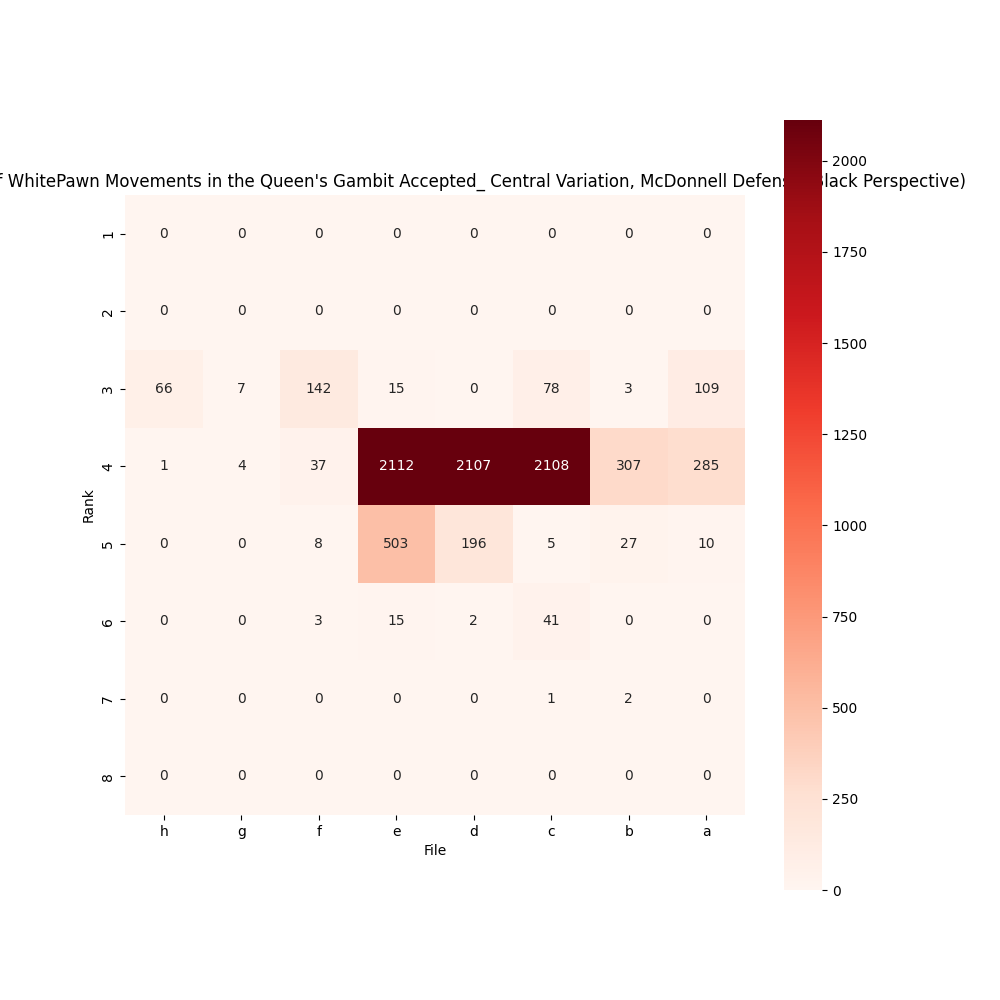 WhitePawn Movements in the Queen's Gambit Accepted_ Central Variation, McDonnell Perspective)
2000
1 0 0 0 0 0 0 0 0
1750
2 0 0 0 0 0 0 0 0
1500
3 66 7 142 15 0 78 3 109
1250
4 1 4 37 2112 2107 2108 307 285
Rank
1000
5 0 0 8 503 196 5 27 10
750
6 0 0 3 15 2 41 0 0
7 0 0 0 0 0 1 2 0
500
8 0 0 0 0 0 0 0 0
250
h g f e d c b a
File
0